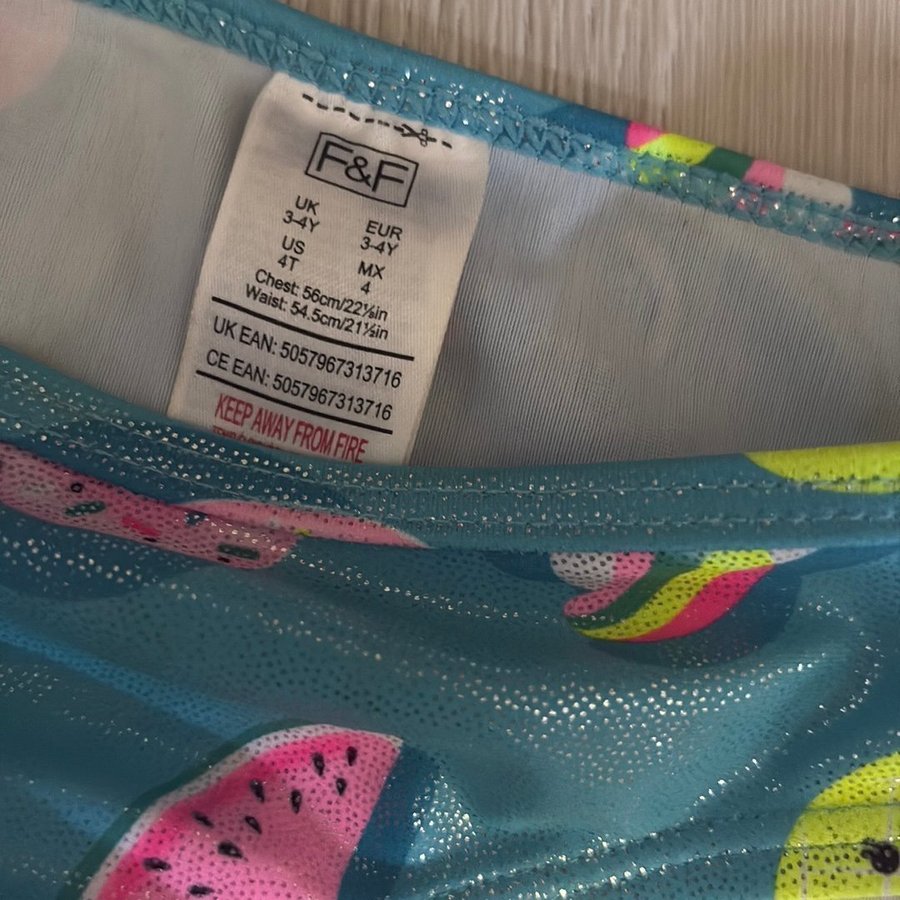 F&F
UK EUR
3-4Y 3-4Y
US MX
4T 4
Chest: 56cm/22⅛in
Waist: 54.5cm/21½in
UK EAN: 5057967313716
CE EAN: 5057967313716
KEEP AWAY FROM FIRE